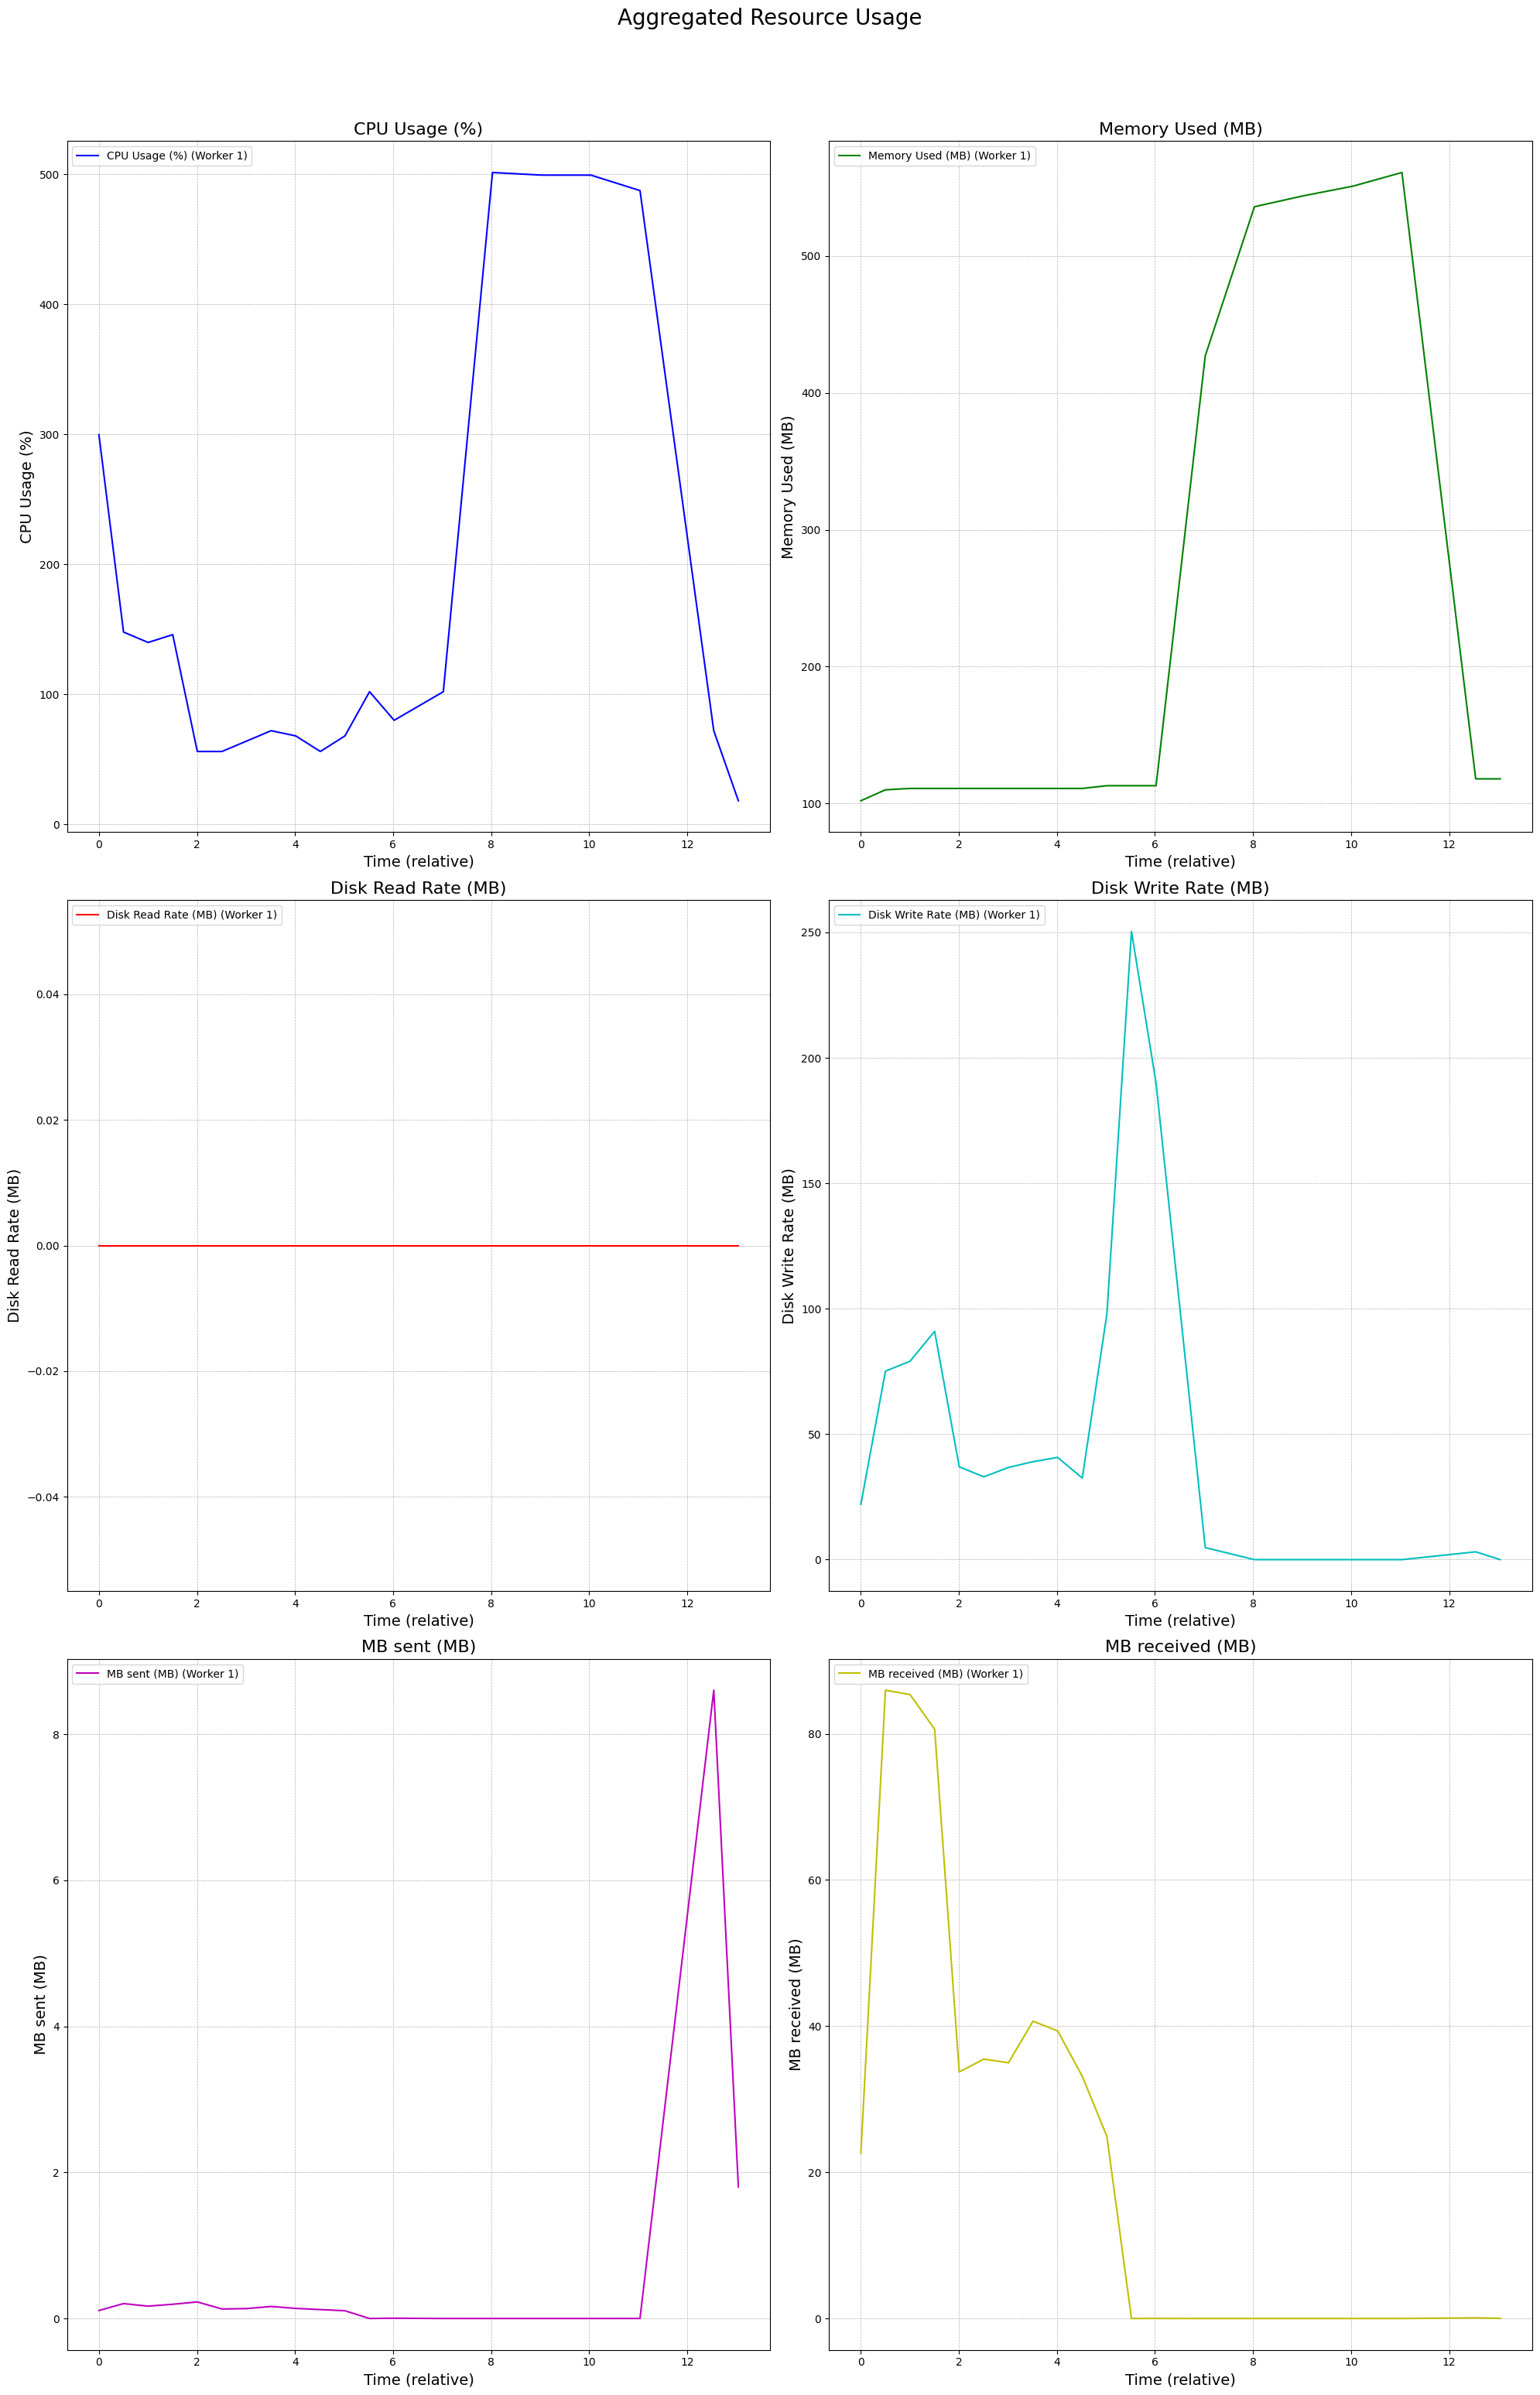 Aggregated Resource Usage
CPU Usage (%)
CPU Usage (%) (Worker 1)
CPU Usage (%)
500
400
300
200
100
0
0 2 4 6 8 10 12
Time (relative)
Memory Used (MB)
Memory Used (MB) (Worker 1)
Memory Used (MB)
500
400
300
200
100
0 2 4 6 8 10 12
Time (relative)
Disk Read Rate (MB)
Disk Read Rate (MB) (Worker 1)
Disk Read Rate (MB)
0.04
0.02
0.00
−0.02
−0.04
0 2 4 6 8 10 12
Time (relative)
Disk Write Rate (MB)
Disk Write Rate (MB) (Worker 1)
Disk Write Rate (MB)
250
200
150
100
50
0
0 2 4 6 8 10 12
Time (relative)
MB sent (MB)
MB sent (MB) (Worker 1)
MB sent (MB)
8
6
4
2
0
0 2 4 6 8 10 12
Time (relative)
MB received (MB)
MB received (MB) (Worker 1)
MB received (MB)
80
60
40
20
0
0 2 4 6 8 10 12
Time (relative)